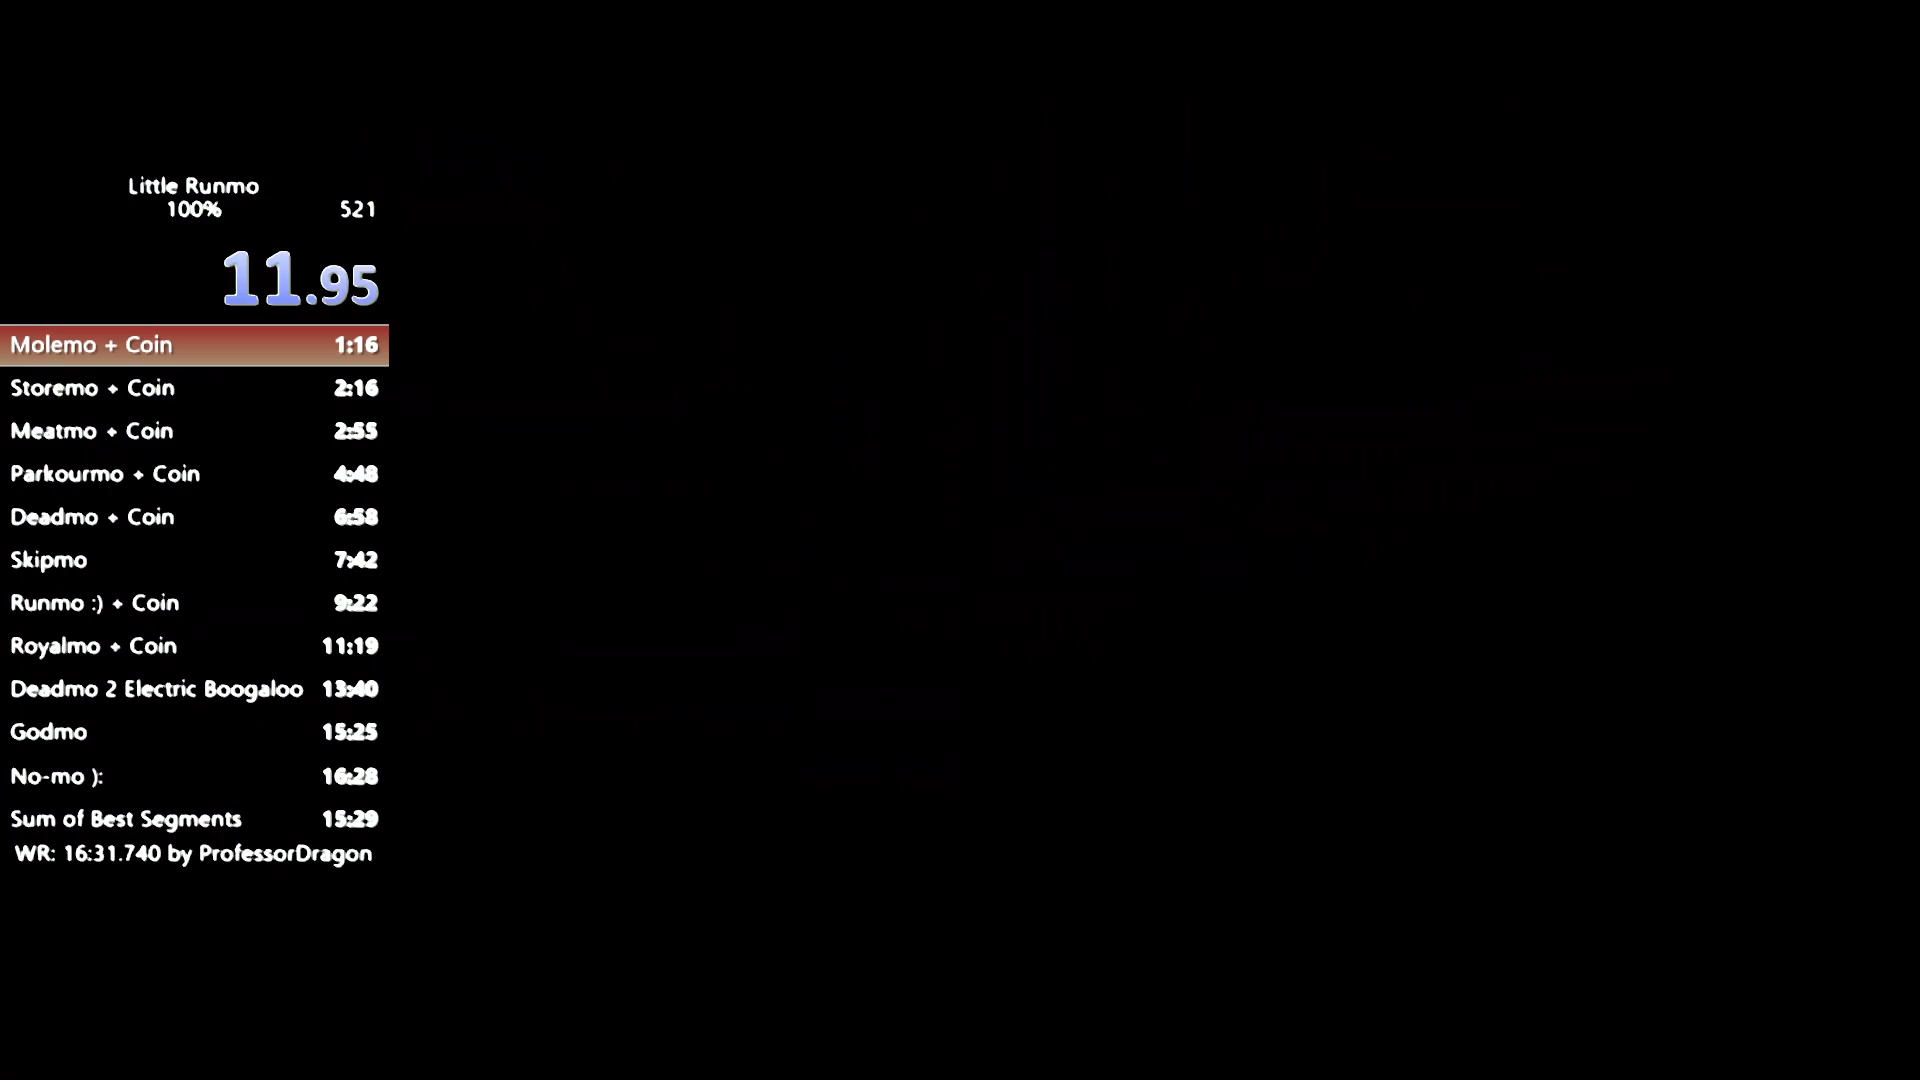 Little Runmo
100% 521
11.95
Molemo + Coin 1:16
Storemo + Coin 2:16
Meatmo + Coin 2:55
Parkourmo + Coin 4:48
Deadmo + Coin 6:58
Skipmo 7:42
Runmo :) + Coin 9:22
Royalmo + Coin 11:19
Deadmo 2 Electric Boogaloo 13:40
Godmo 15:25
No-mo ): 16:28
Sum of Best Segments 15:29
WR: 16:31.740 by ProfessorDragon